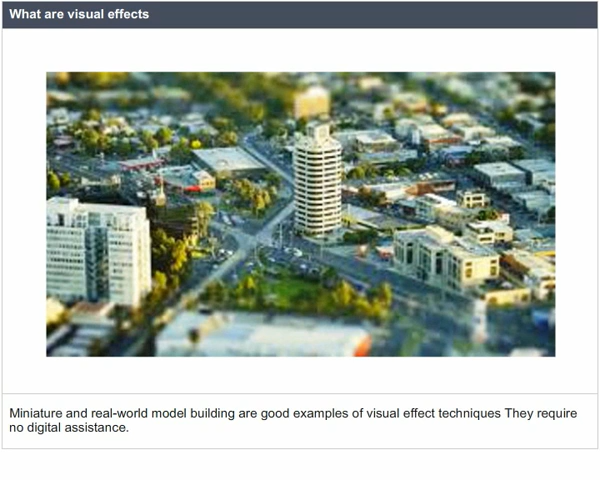 What are visual effects
Miniature and real-world model building are good examples of visual effect techniques They require
no digital assistance.